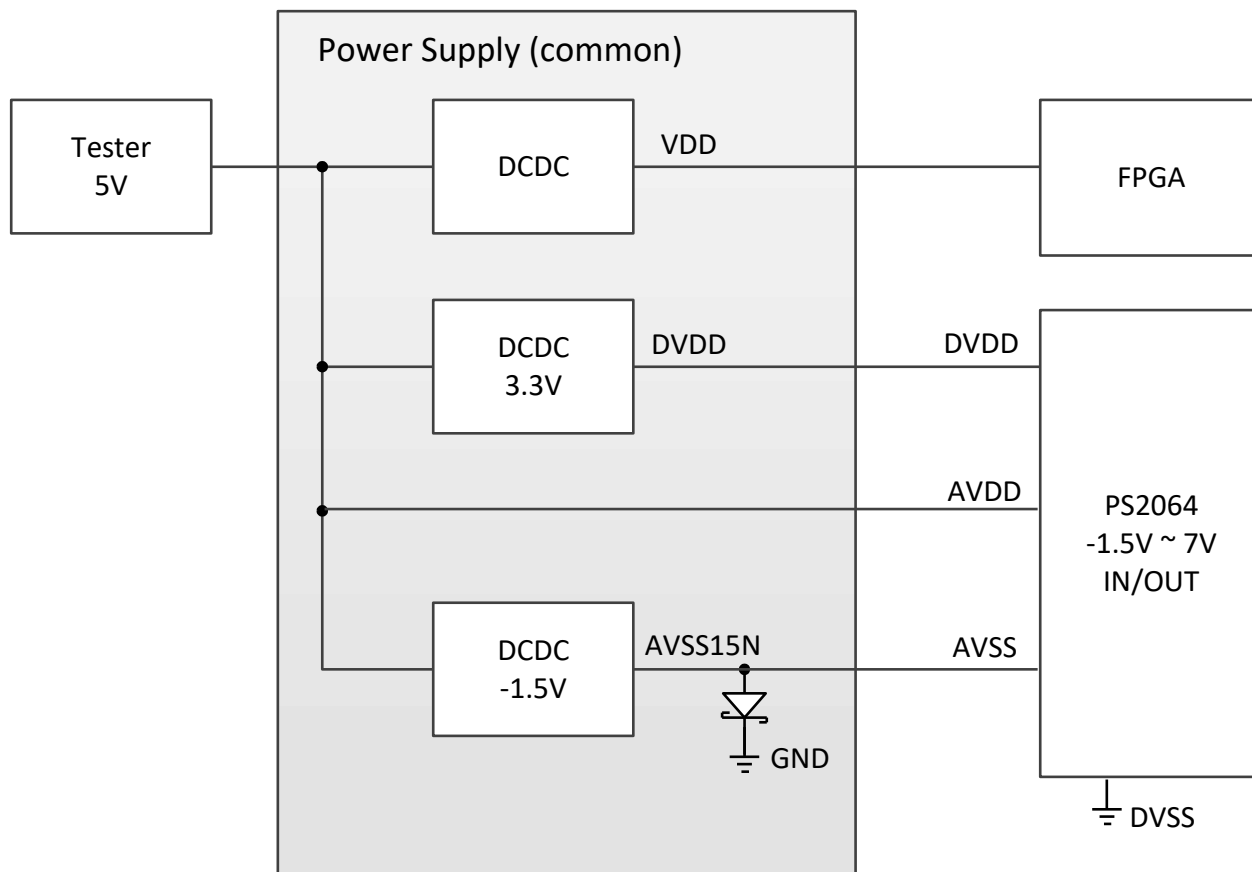 Power Supply (common)
Tester
5V
DCDC
VDD
FPGA
DCDC
3.3V
DVDD
DVDD
AVDD
PS2064
-1.5V ~ 7V
IN/OUT
DCDC
-1.5V
AVSS15N
AVSS
GND
DVSS